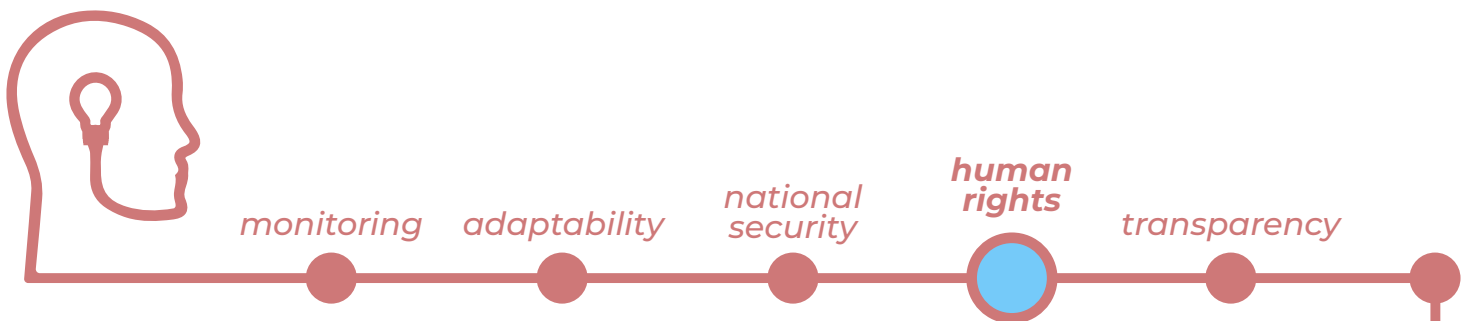 monitoring
adaptability
national
security
human
rights
transparency